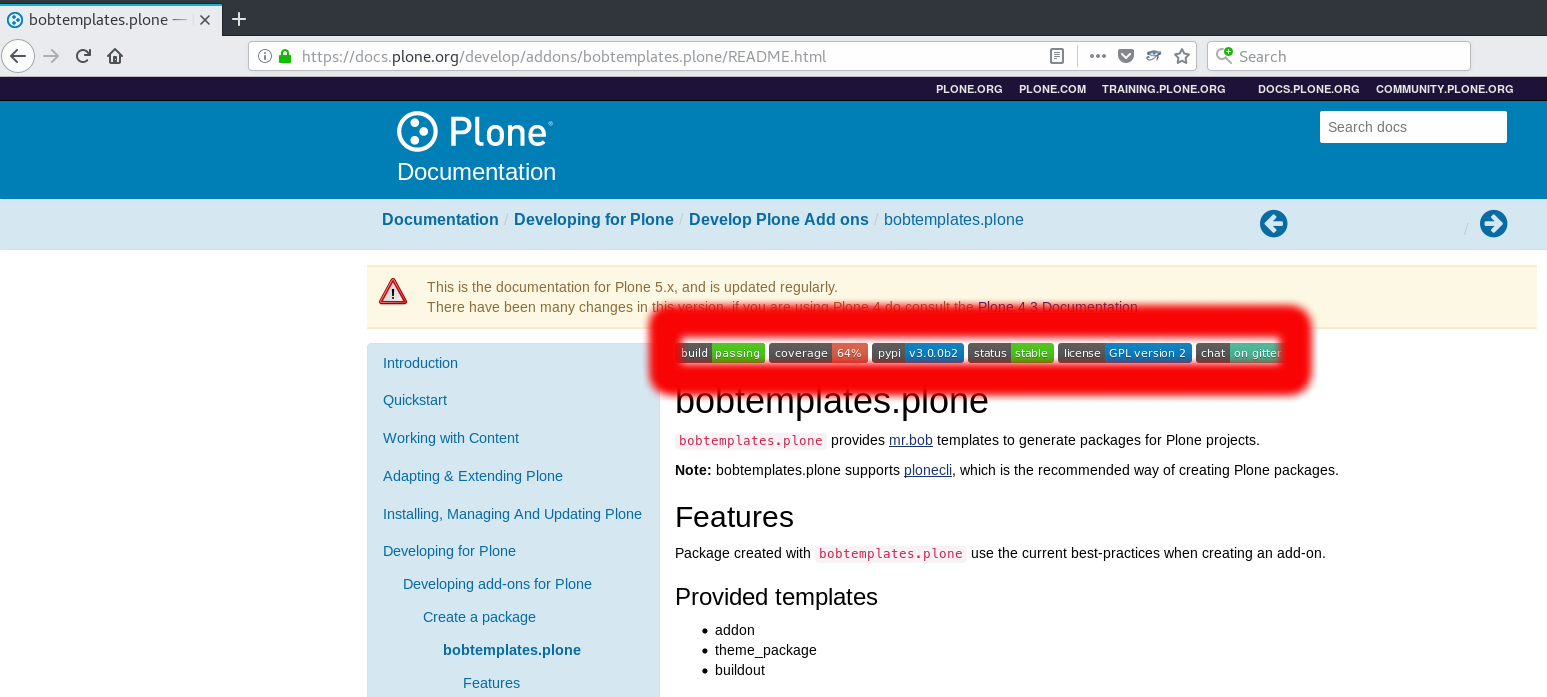 bobtemplates.plone —
https://docs.plone.org/develop/addons/bobtemplates.plone/README.html
Search
PLONE.ORG PLONE.COM TRAINING.PLONE.ORG DOCS.PLONE.ORG COMMUNITY.PLONE.ORG
Plone
Documentation
Search docs
Documentation / Developing for Plone / Develop Plone Add ons / bobtemplates.plone
/
This is the documentation for Plone 5.x, and is updated regularly.
There have been many changes in this version, if you are using Plone 4 do consult the Plone 4.3 Documentation
build passing coverage 64% pypi v3.0.0b2 status stable license GPL version 2 chat on gitter
Introduction
Quickstart
Working with Content
Adapting & Extending Plone
Installing, Managing And Updating Plone
Developing for Plone
Developing add-ons for Plone
Create a package
bobtemplates.plone
Features
bobtemplates.plone
bobtemplates.plone provides mr.bob templates to generate packages for Plone projects.
Note: bobtemplates.plone supports plonecli, which is the recommended way of creating Plone packages.
Features
Package created with bobtemplates.plone use the current best-practices when creating an add-on.
Provided templates
• addon
• theme_package
• buildout